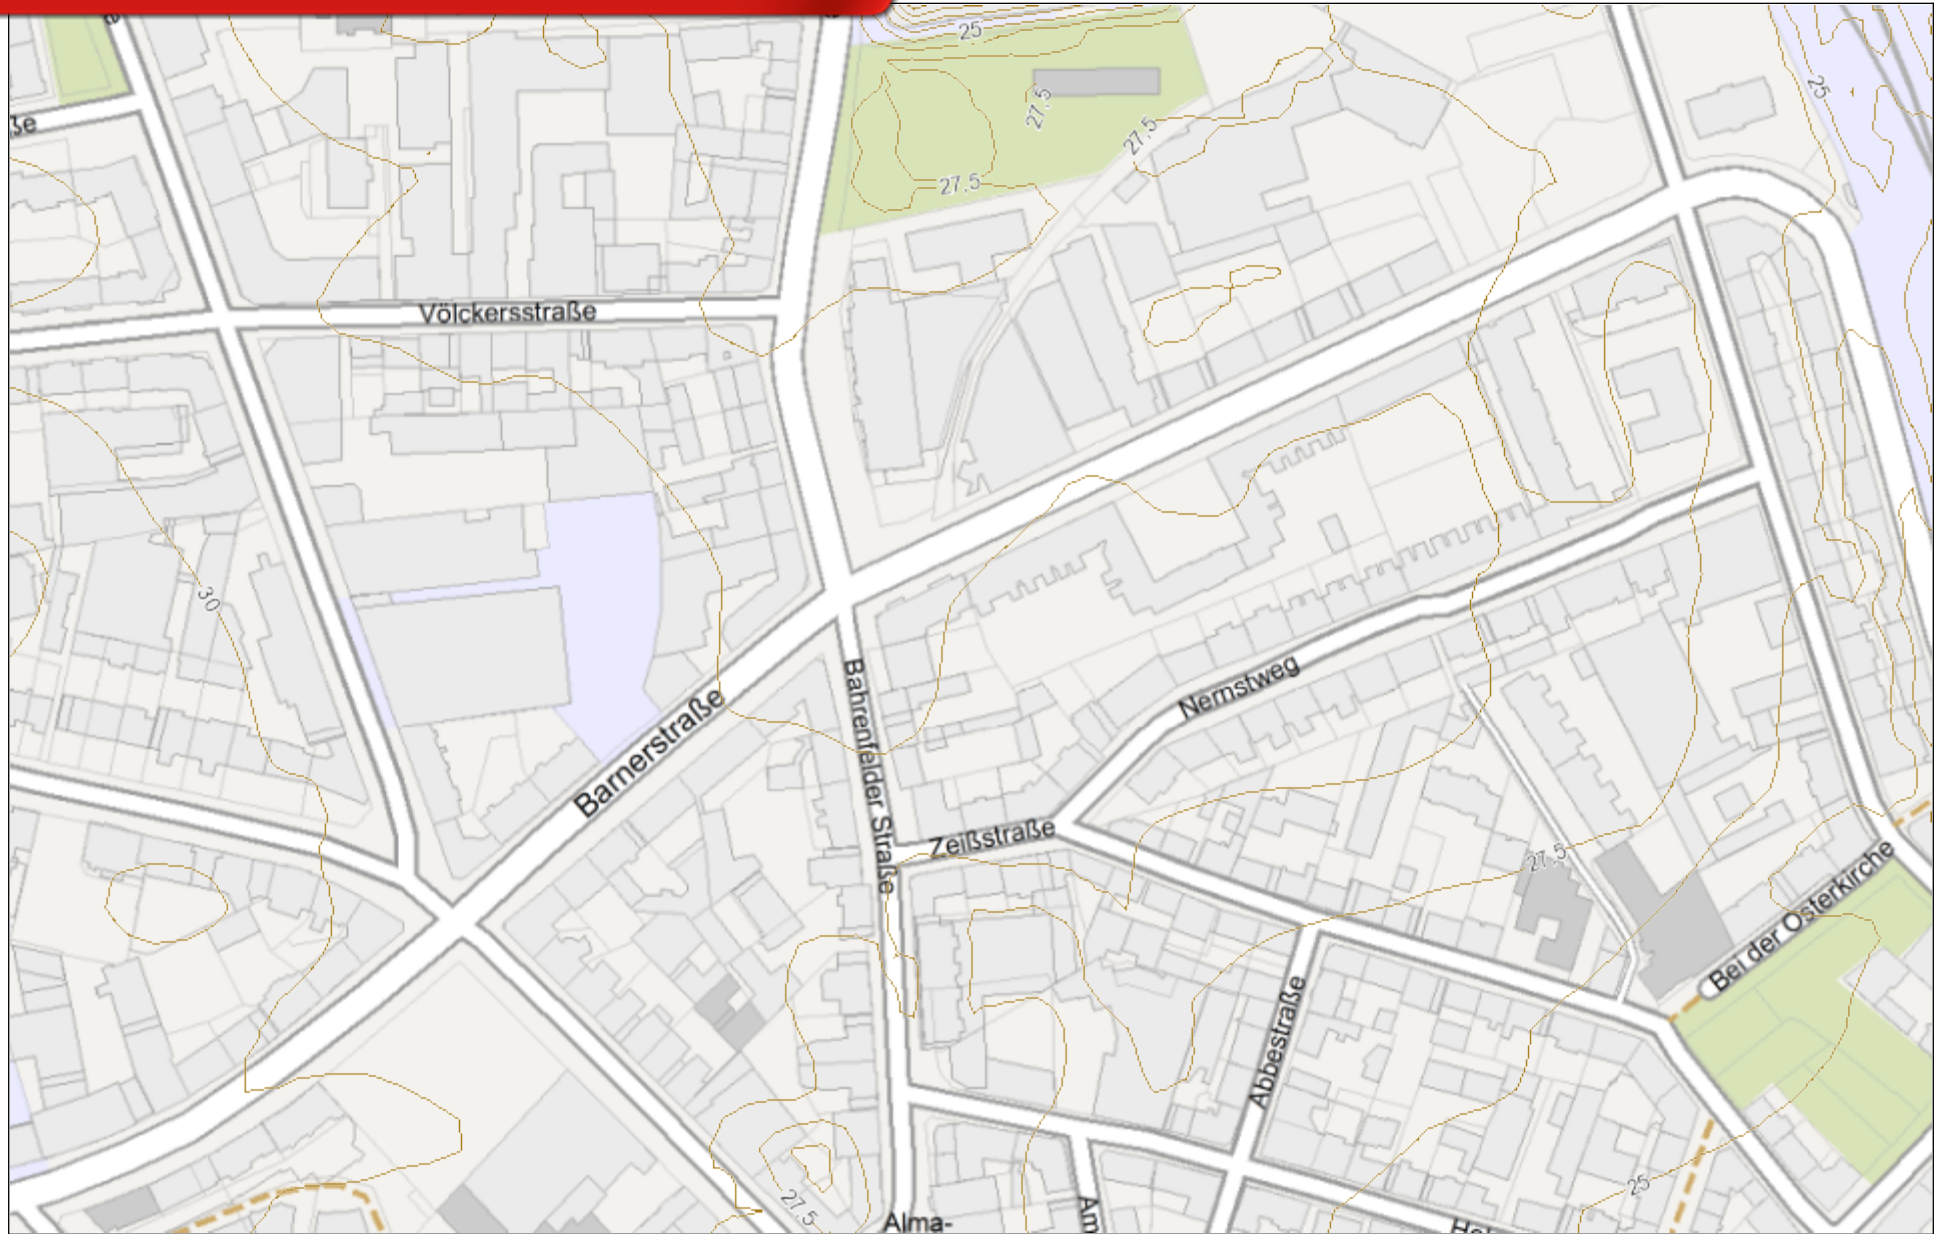 25
25
ße
27,5
27,5
27,5
Völckersstraße
30
Bahrenfelder Straße
Nernstweg
Barnerstraße
Zeißstraße
27,5
Bei der Osterkirche
Abbestraße
25
27,5
Alma-
Am